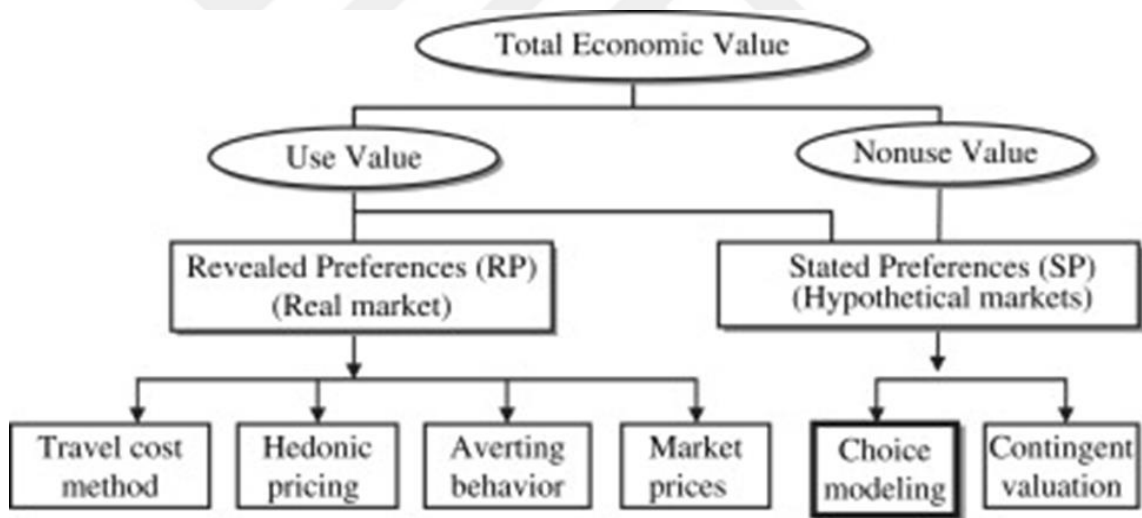 Total Economic Value
Use Value
Nonuse Value
Revealed Preferences (RP)
(Real market)
Stated Preferences (SP)
(Hypothetical markets)
Travel cost
method
Hedonic
pricing
Averting
behavior
Market
prices
Choice
modeling
Contingent
valuation